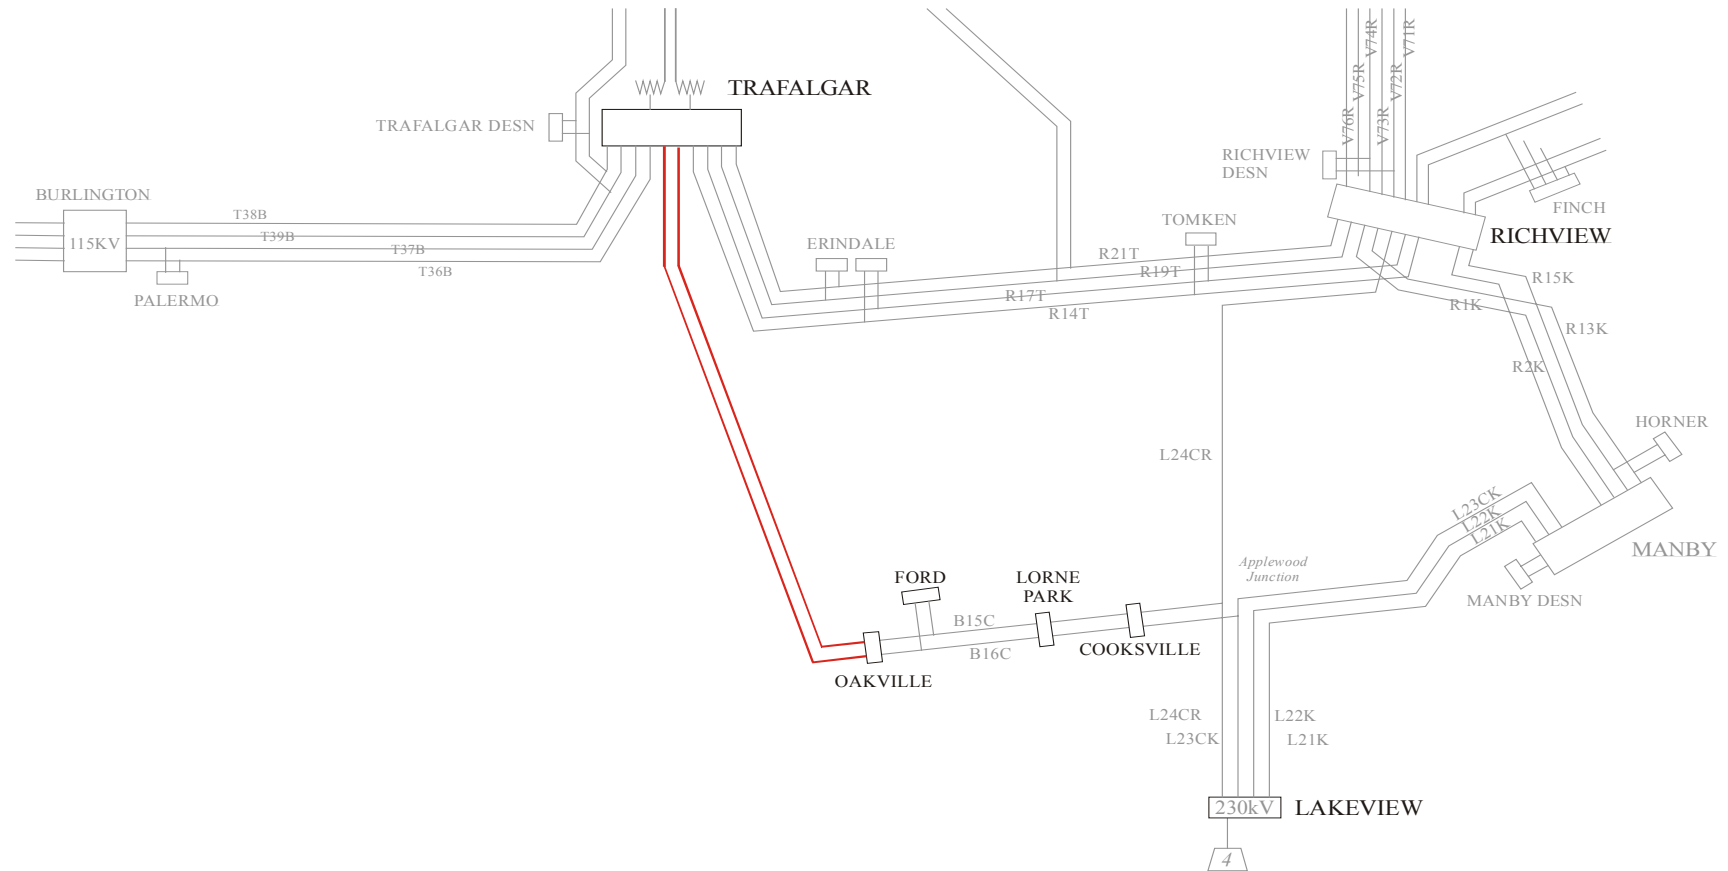 V74R
V71R
V75R
V72R
V76R
V73R
TRAFALGAR
TRAFALGAR DESN
RICHVIEW
DESN
BURLINGTON
115KV
T38B
T39B
T37B
T36B
PALERMO
ERINDALE
TOMKEN
FINCH
RICHVIEW
R21T
R19T
R17T
R14T
R15K
R1K
R13K
R2K
HORNER
L24CR
L23CK
L22K
L21K
MANBY
MANBY DESN
Applewood
Junction
FORD
LORNE
PARK
B15C
B16C
COOKSVILLE
OAKVILLE
L24CR
L22K
L23CK
L21K
230kV
LAKEVIEW
4